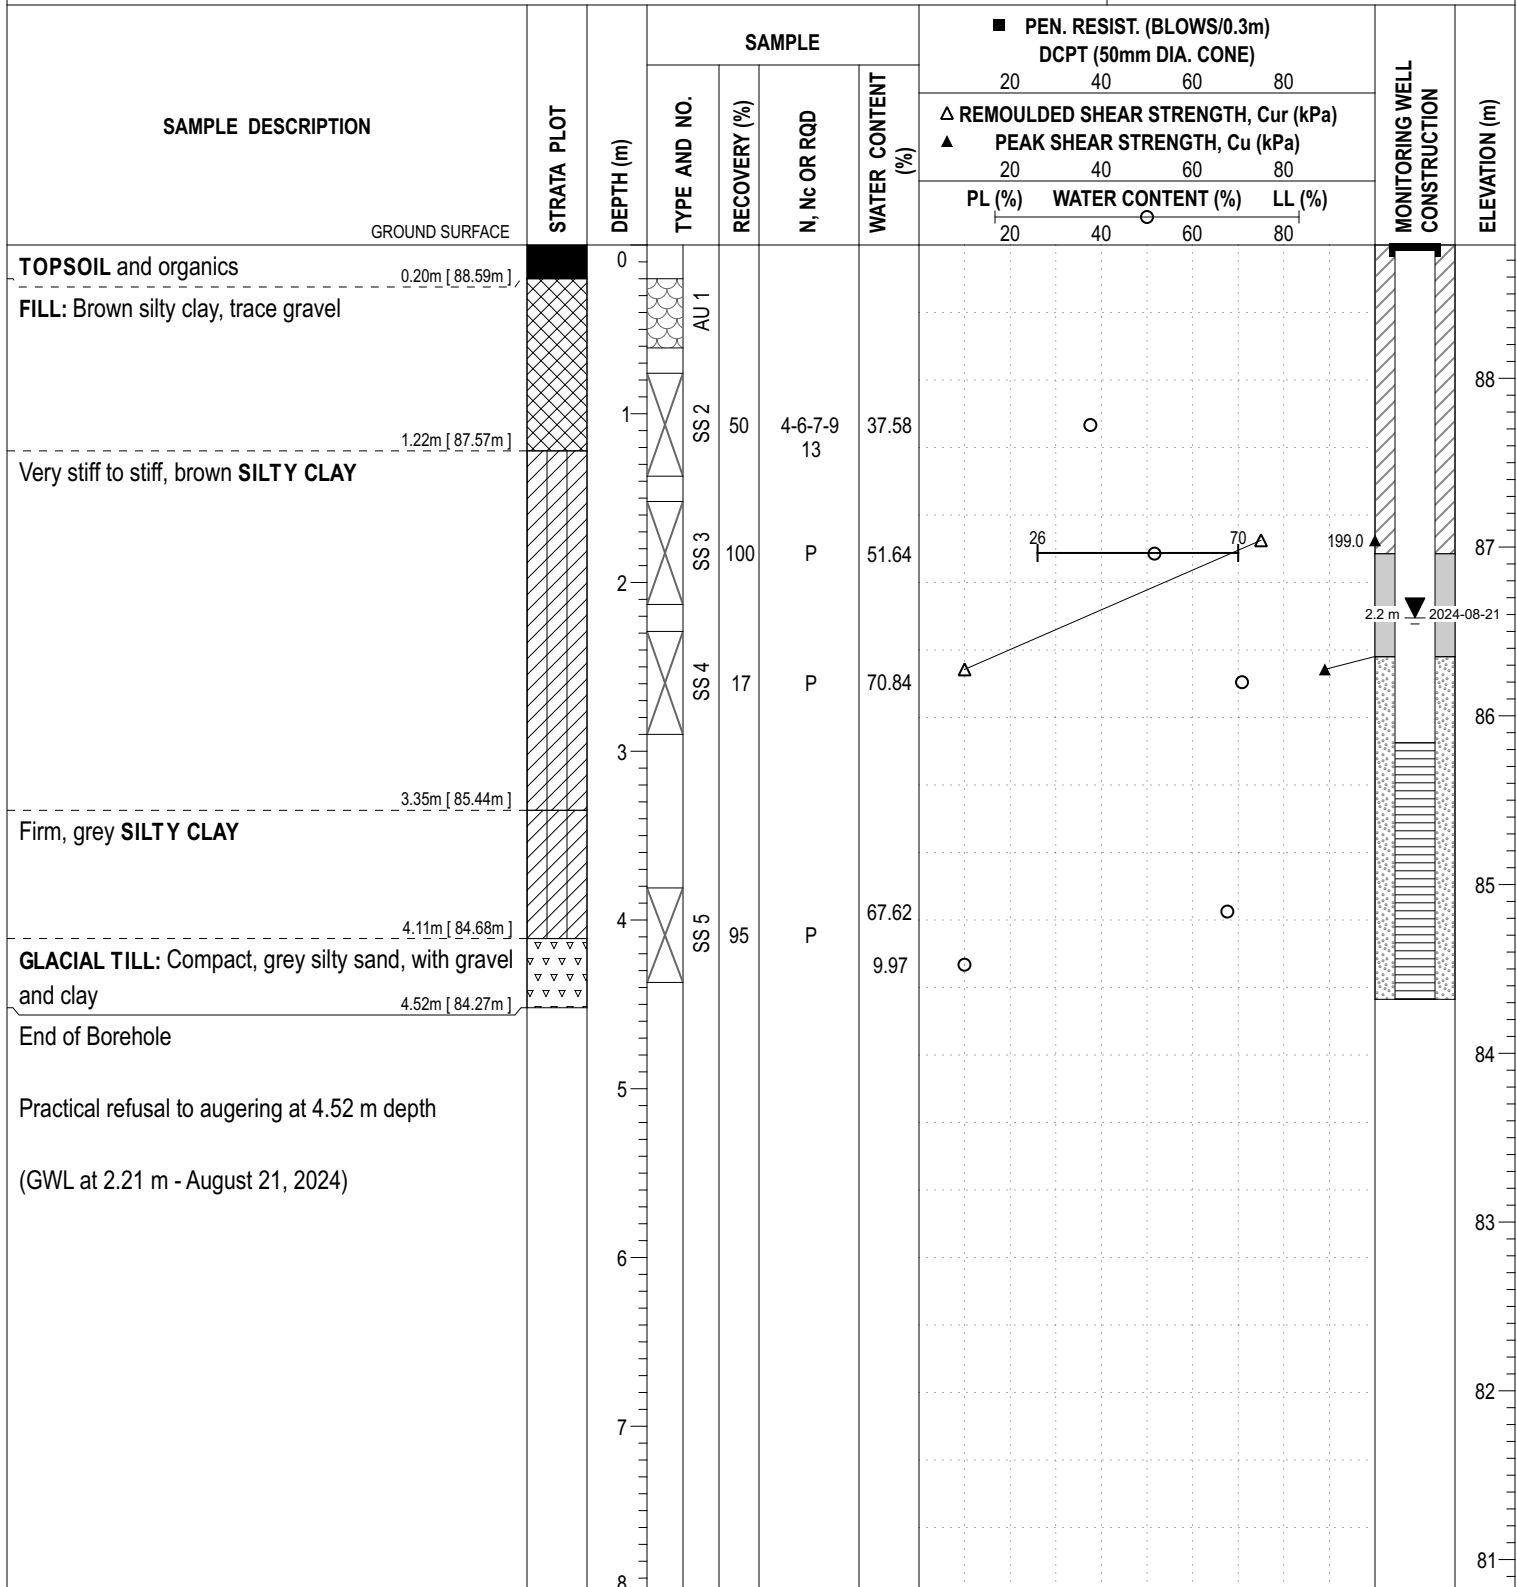 ■ PEN. RESIST. (BLOWS/0.3m)
DCPT (50mm DIA. CONE)
20 40 60 80
△ REMOULDED SHEAR STRENGTH, Cur (kPa)
▲ PEAK SHEAR STRENGTH, Cu (kPa)
20 40 60 80
PL (%) WATER CONTENT (%) LL (%)
20 40 60 80
SAMPLE
SAMPLE DESCRIPTION
STRATA PLOT
DEPTH (m)
TYPE AND NO.
RECOVERY (%)
N, Nc OR RQD
WATER CONTENT
(%)
MONITORING WELL
CONSTRUCTION
ELEVATION (m)
GROUND SURFACE
0
TOPSOIL and organics
0.20m [ 88.59m ]
FILL: Brown silty clay, trace gravel
AU 1
88
1
SS 2 50 4-6-7-9 37.58
13
1.22m [ 87.57m ]
Very stiff to stiff, brown SILTY CLAY
26 70 199.0
87
SS 3 100 P 51.64
2
2.2 m 2024-08-21
SS 4 17 P 70.84
86
3
3.35m [ 85.44m ]
Firm, grey SILTY CLAY
85
67.62
4
4.11m [ 84.68m ]
SS 5 95 P
GLACIAL TILL: Compact, grey silty sand, with gravel
9.97
and clay
4.52m [ 84.27m ]
End of Borehole
84
5
Practical refusal to augering at 4.52 m depth
(GWL at 2.21 m - August 21, 2024)
83
6
82
7
81
8